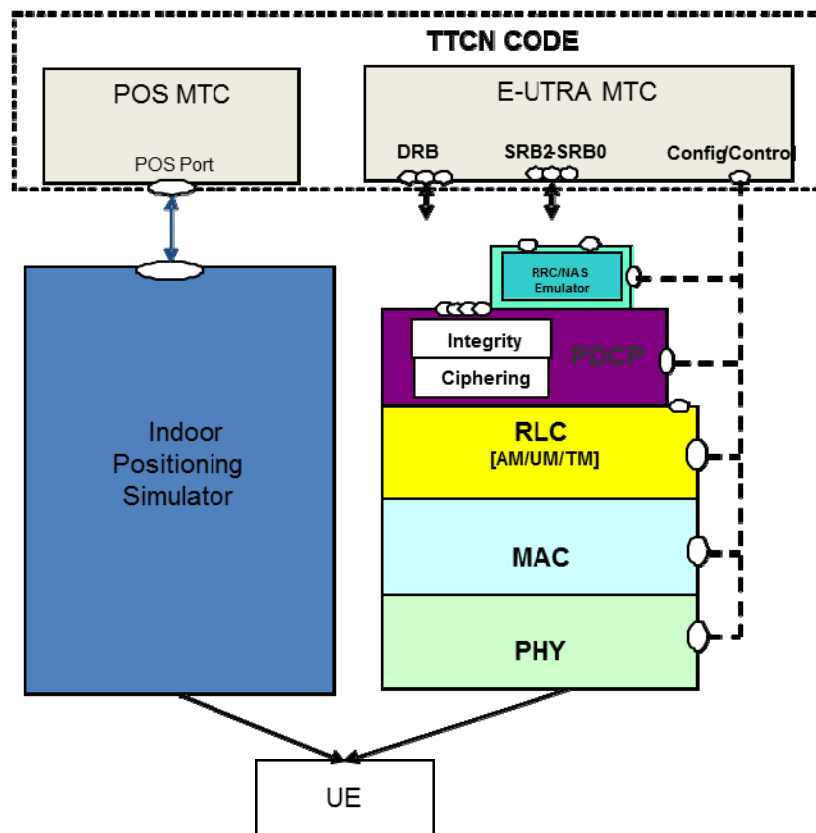 TTCN CODE
POS MTC
E-UTRA MTC
POS Port
DRB
SRB2-SRB0
Config/Control
RRC/NAS
Emulator
Integrity
Ciphering
PDCP
Indoor
Positioning
Simulator
RLC
[AM/UM/TM]
MAC
PHY
UE